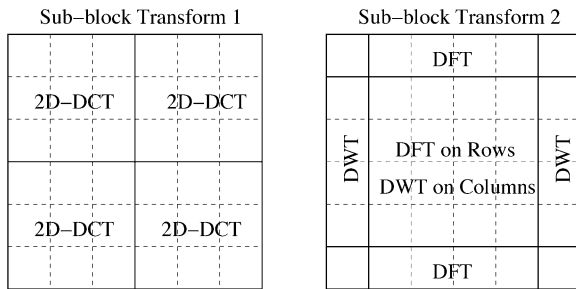 Sub-block Transform 1
2D-DCT
2D-DCT
2D-DCT
2D-DCT
Sub-block Transform 2
DFT
DWT
DFT on Rows
DWT on Columns
DWT
DFT